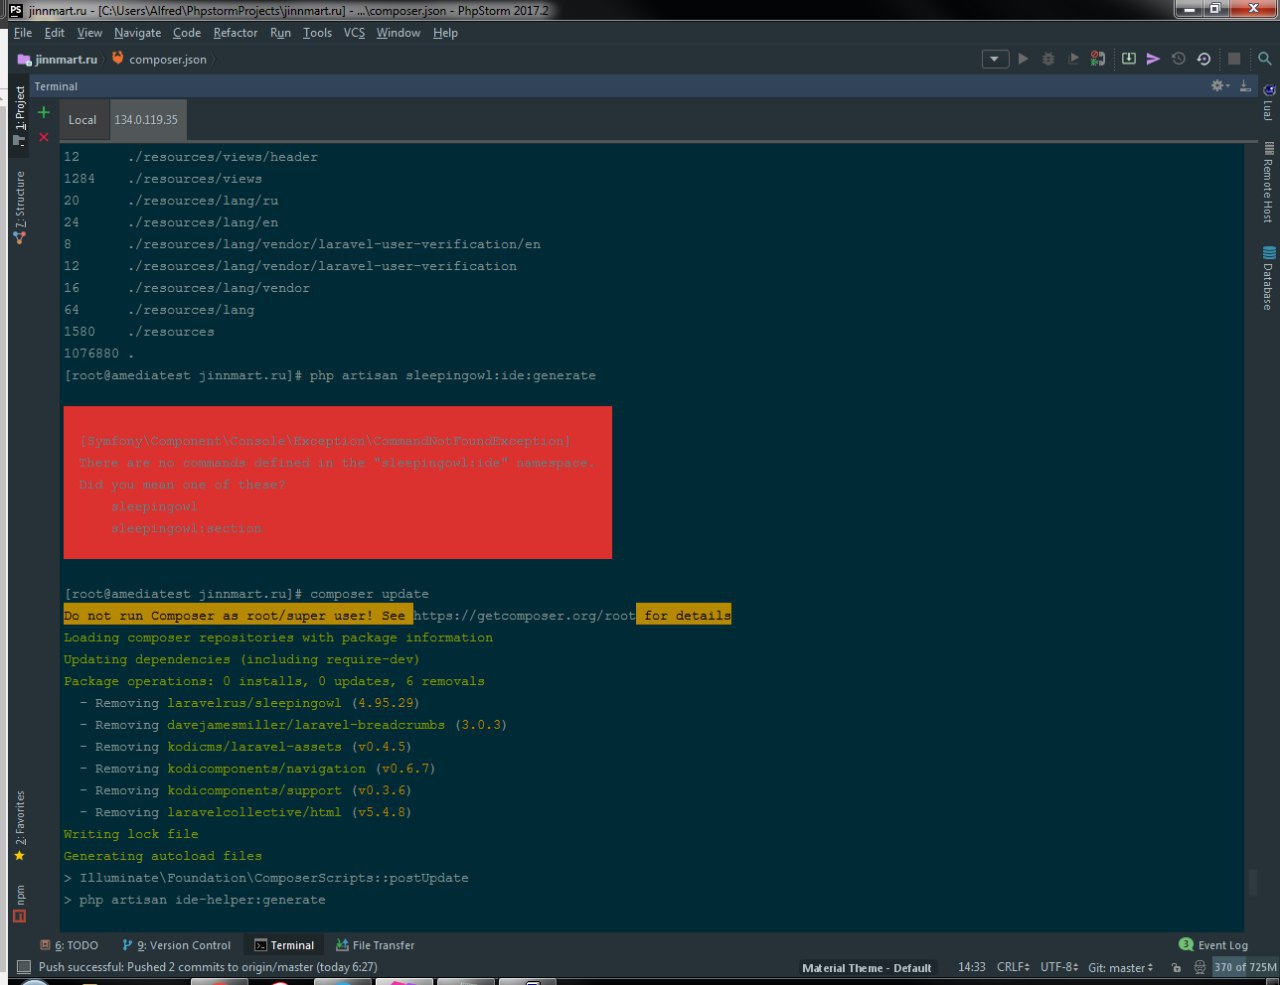 jinnmart.ru - [C:\Users\Alfred\PhpstormProjects\jinnmart.ru] - ...\composer.json - PhpStorm 2017.2
File Edit View Navigate Code Refactor Run Tools VCS Window Help
jinnmart.ru composer.json
Terminal
1: Project
7: Structure
2: Favorites
npm
LuaJ
Remote Host
Database
Local 134.0.119.35
12 ./resources/views/header
1284 ./resources/views
20 ./resources/lang/ru
24 ./resources/lang/en
8 ./resources/lang/vendor/laravel-user-verification/en
12 ./resources/lang/vendor/laravel-user-verification
16 ./resources/lang/vendor
64 ./resources/lang
1580 ./resources
1076880 .
[root@amediatest jinnmart.ru]# php artisan sleepingowl:ide:generate
[Symfony\Component\Console\Exception\CommandNotFoundException]
There are no commands defined in the "sleepingowl:ide" namespace.
Did you mean one of these?
sleepingowl
sleepingowl:section
[root@amediatest jinnmart.ru]# composer update
Do not run Composer as root/super user! See https://getcomposer.org/root for details
Loading composer repositories with package information
Updating dependencies (including require-dev)
Package operations: 0 installs, 0 updates, 6 removals
- Removing laravelrus/sleepingowl (4.95.29)
- Removing davejamesmiller/laravel-breadcrumbs (3.0.3)
- Removing kodicms/laravel-assets (v0.4.5)
- Removing kodicomponents/navigation (v0.6.7)
- Removing kodicomponents/support (v0.3.6)
- Removing laravelcollective/html (v5.4.8)
Writing lock file
Generating autoload files
> Illuminate\Foundation\ComposerScripts::postUpdate
> php artisan ide-helper:generate
6: TODO 9: Version Control Terminal File Transfer 3 Event Log
Push successful: Pushed 2 commits to origin/master (today 6:27) Material Theme - Default 14:33 CRLF UTF-8 Git: master 370 of 725M